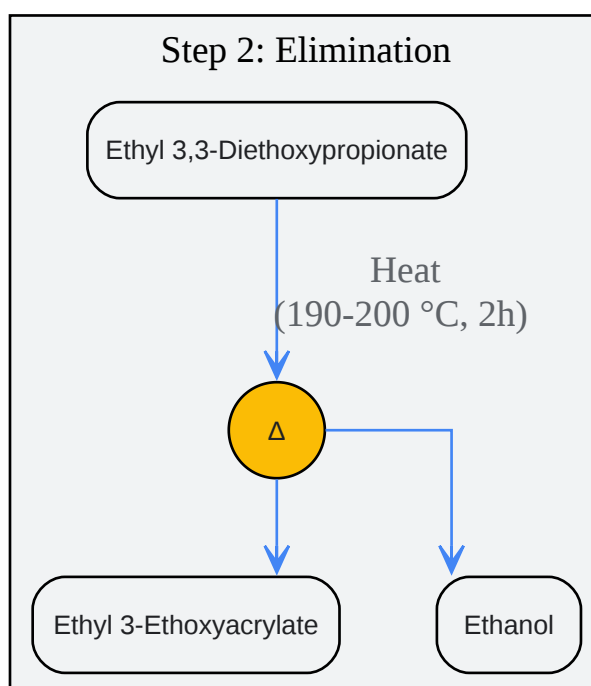 Step 2: Elimination
Ethyl 3,3-Diethoxypropionate
Heat
(190-200 °C, 2h)
Δ
Ethyl 3-Ethoxyacrylate
Ethanol